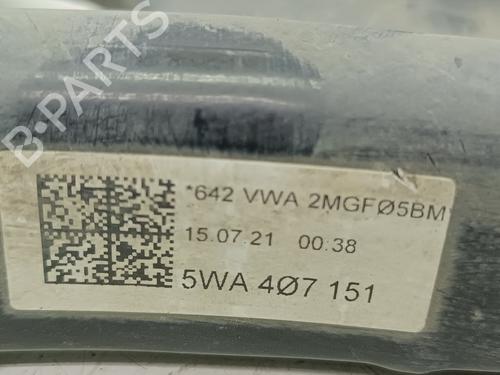 B-PARTS
*642 VWA 2MGFØ5BM
15.07.21 00:38
5WA 4Ø7 151